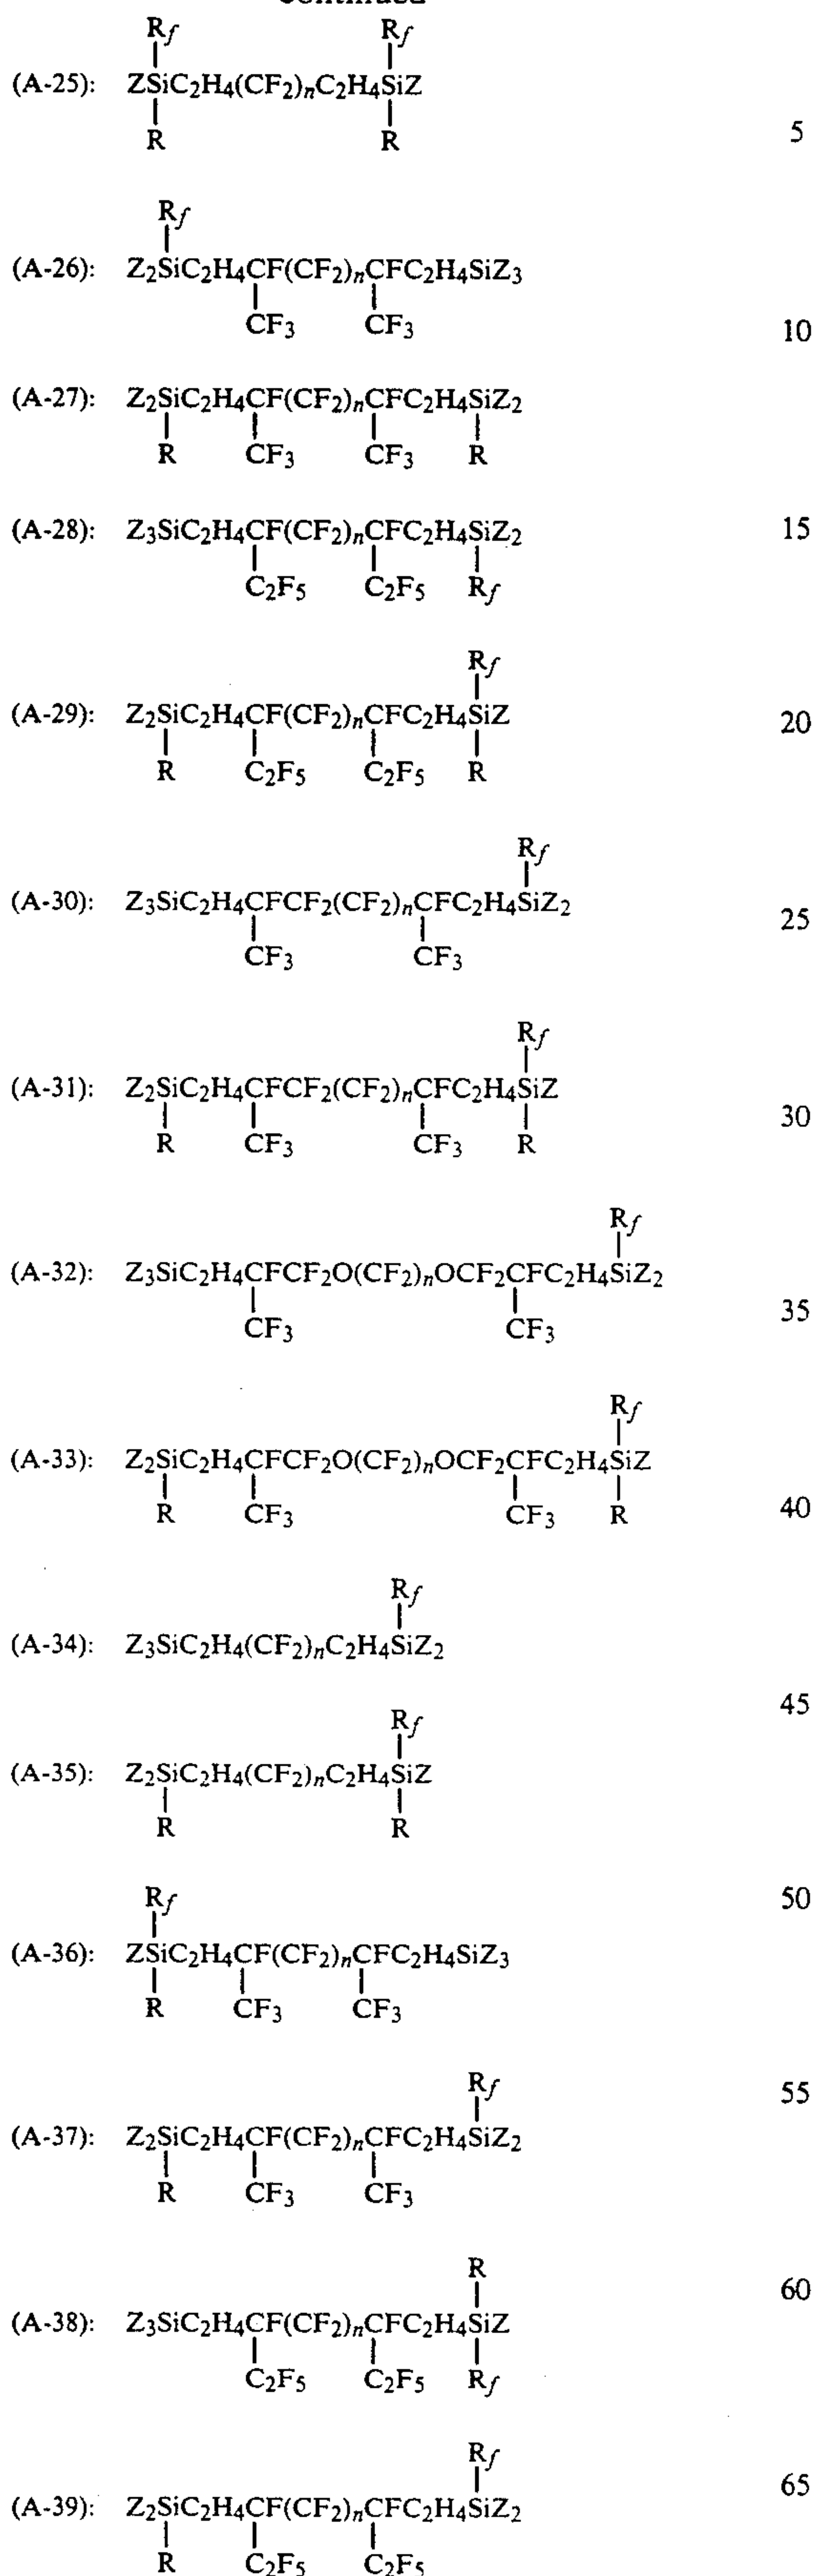 R_f R_f
(A-25): ZSiC2H4(CF2)nC2H4SiZ
5
R R
R_f
(A-26): Z2SiC2H4CF(CF2)nCFC2H4SiZ3
CF3 CF3
10
(A-27): Z2SiC2H4CF(CF2)nCFC2H4SiZ2
R CF3 CF3 R
(A-28): Z3SiC2H4CF(CF2)nCFC2H4SiZ2
15
C2F5 C2F5 R_f
R_f
(A-29): Z2SiC2H4CF(CF2)nCFC2H4SiZ
20
R C2F5 C2F5 R
R_f
(A-30): Z3SiC2H4CFCF2(CF2)nCFC2H4SiZ2
25
CF3 CF3
R_f
(A-31): Z2SiC2H4CFCF2(CF2)nCFC2H4SiZ
30
R CF3 CF3 R
R_f
(A-32): Z3SiC2H4CFCF2O(CF2)nOCF2CFC2H4SiZ2
35
CF3 CF3
R_f
(A-33): Z2SiC2H4CFCF2O(CF2)nOCF2CFC2H4SiZ
40
R CF3 CF3 R
R_f
(A-34): Z3SiC2H4(CF2)nC2H4SiZ2
45
R_f
(A-35): Z2SiC2H4(CF2)nC2H4SiZ
R R
50
R_f
(A-36): ZSiC2H4CF(CF2)nCFC2H4SiZ3
R CF3 CF3
55
R_f
(A-37): Z2SiC2H4CF(CF2)nCFC2H4SiZ2
R CF3 CF3
R
60
(A-38): Z3SiC2H4CF(CF2)nCFC2H4SiZ
C2F5 C2F5 R_f
R_f
65
(A-39): Z2SiC2H4CF(CF2)nCFC2H4SiZ2
R C2F5 C2F5